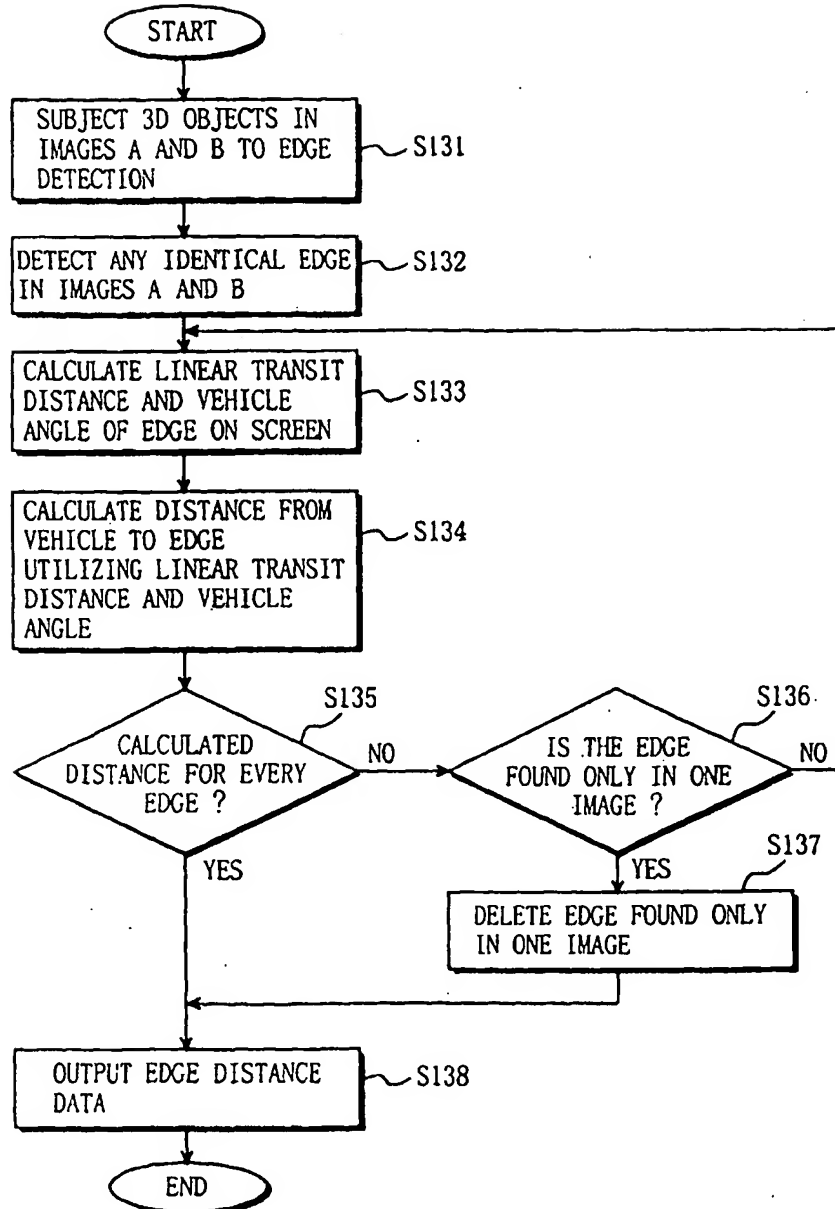 START
SUBJECT 3D OBJECTS IN
IMAGES A AND B TO EDGE
DETECTION
S131
DETECT ANY IDENTICAL EDGE
IN IMAGES A AND B
S132
CALCULATE LINEAR TRANSIT
DISTANCE AND VEHICLE
ANGLE OF EDGE ON SCREEN
S133
CALCULATE DISTANCE FROM
VEHICLE TO EDGE
UTILIZING LINEAR TRANSIT
DISTANCE AND VEHICLE
ANGLE
S134
S135
CALCULATED
DISTANCE FOR EVERY
EDGE ?
NO
YES
S136
IS THE EDGE
FOUND ONLY IN ONE
IMAGE ?
NO
YES
S137
DELETE EDGE FOUND ONLY
IN ONE IMAGE
OUTPUT EDGE DISTANCE
DATA
S138
END